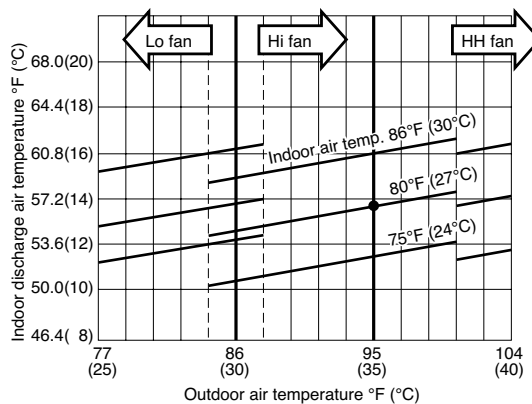 Lo fan
Hi fan
HH fan
Indoor discharge air temperature °F (°C)
68.0(20)
64.4(18)
60.8(16)
57.2(14)
53.6(12)
50.0(10)
46.4( 8)
Indoor air temp. 86°F (30°C)
80°F (27°C)
75°F (24°C)
77 86 95 104
(25) (30) (35) (40)
Outdoor air temperature °F (°C)